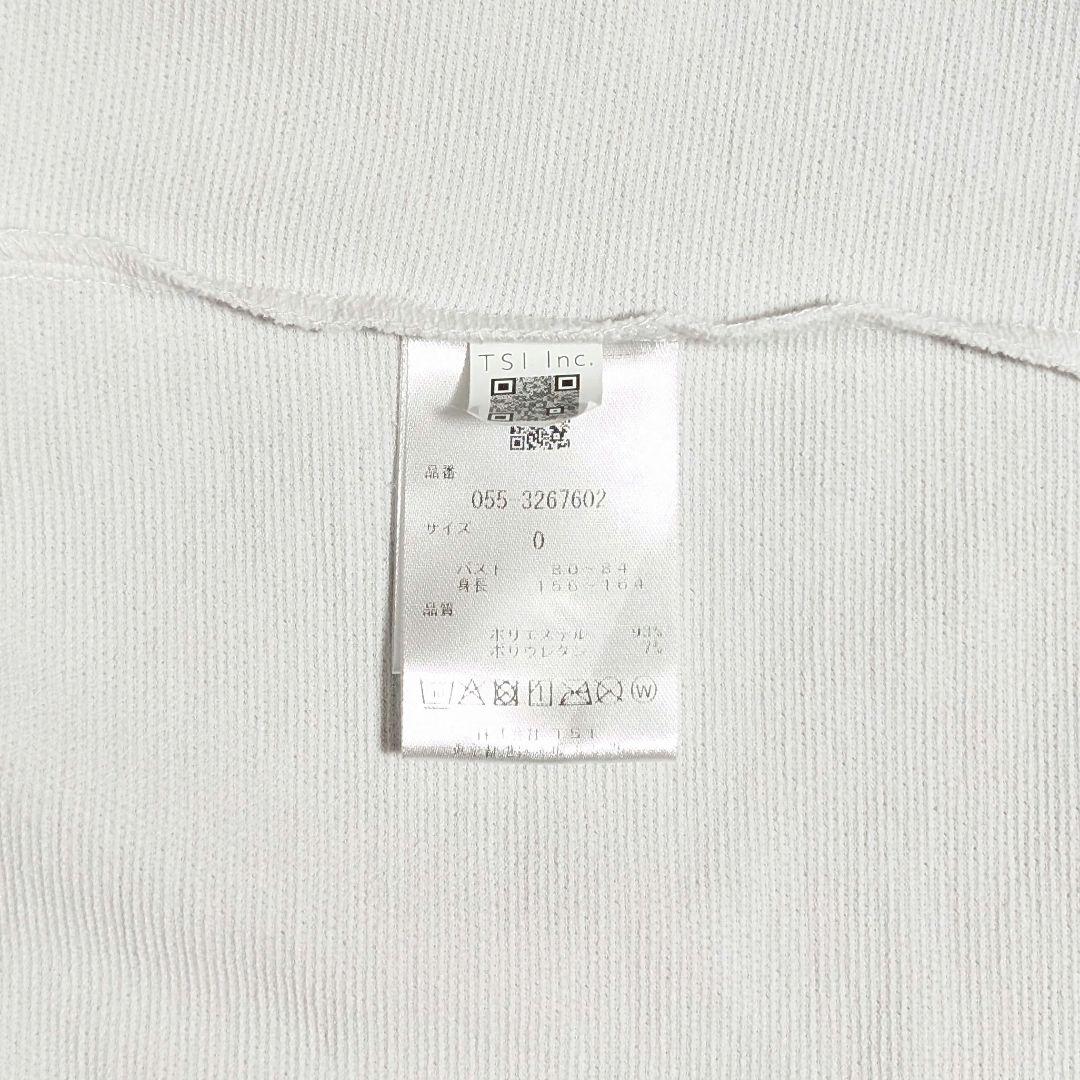 TSI Inc.
品番
055 3267602
サイズ
0
バスト 80~84
身長 156~164
品質
ポリエステル 93%
ポリウレタン 7%
W